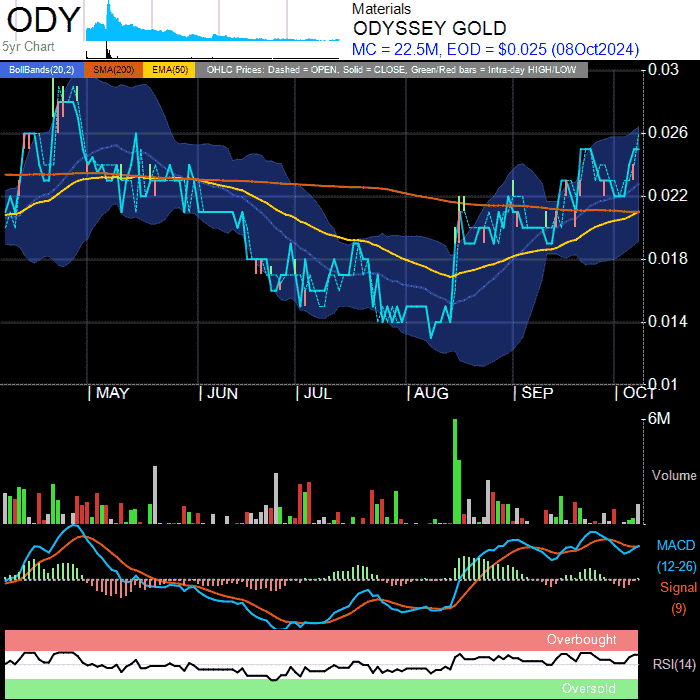 ODY
5yr Chart
Materials
ODYSSEY GOLD
MC = 22.5M, EOD = $0.025 (08Oct2024)
BollBands(20,2) SMA(200) EMA(50) OHLC Prices: Dashed = OPEN, Solid = CLOSE, Green/Red bars = Intra-day HIGH/LOW
0.03
0.026
0.022
0.018
0.014
0.01
| MAY | JUN | JUL | AUG | SEP | OCT
6M
Volume
MACD
(12-26)
Signal
(9)
Overbought
RSI(14)
Oversold